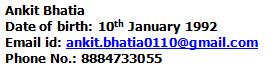 Ankit Bhatia
Date of birth: 10th January 1992
Email id: ankit.bhatia0110@gmail.com
Phone No.: 8884733055